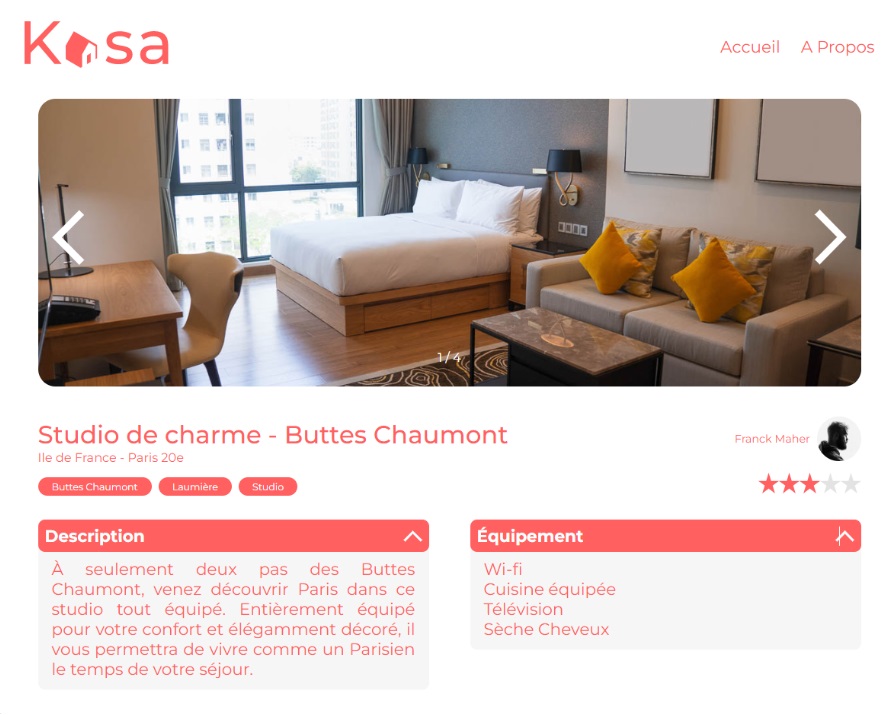 Kasa
Accueil A Propos
1 / 4
Studio de charme - Buttes Chaumont
Ile de France - Paris 20e
Franck Maher
Buttes Chaumont Laumière Studio
Description
À seulement deux pas des Buttes
Chaumont, venez découvrir Paris dans ce
studio tout équipé. Entièrement équipé
pour votre confort et élégamment décoré, il
vous permettra de vivre comme un Parisien
le temps de votre séjour.
Équipement
Wi-fi
Cuisine équipée
Télévision
Sèche Cheveux